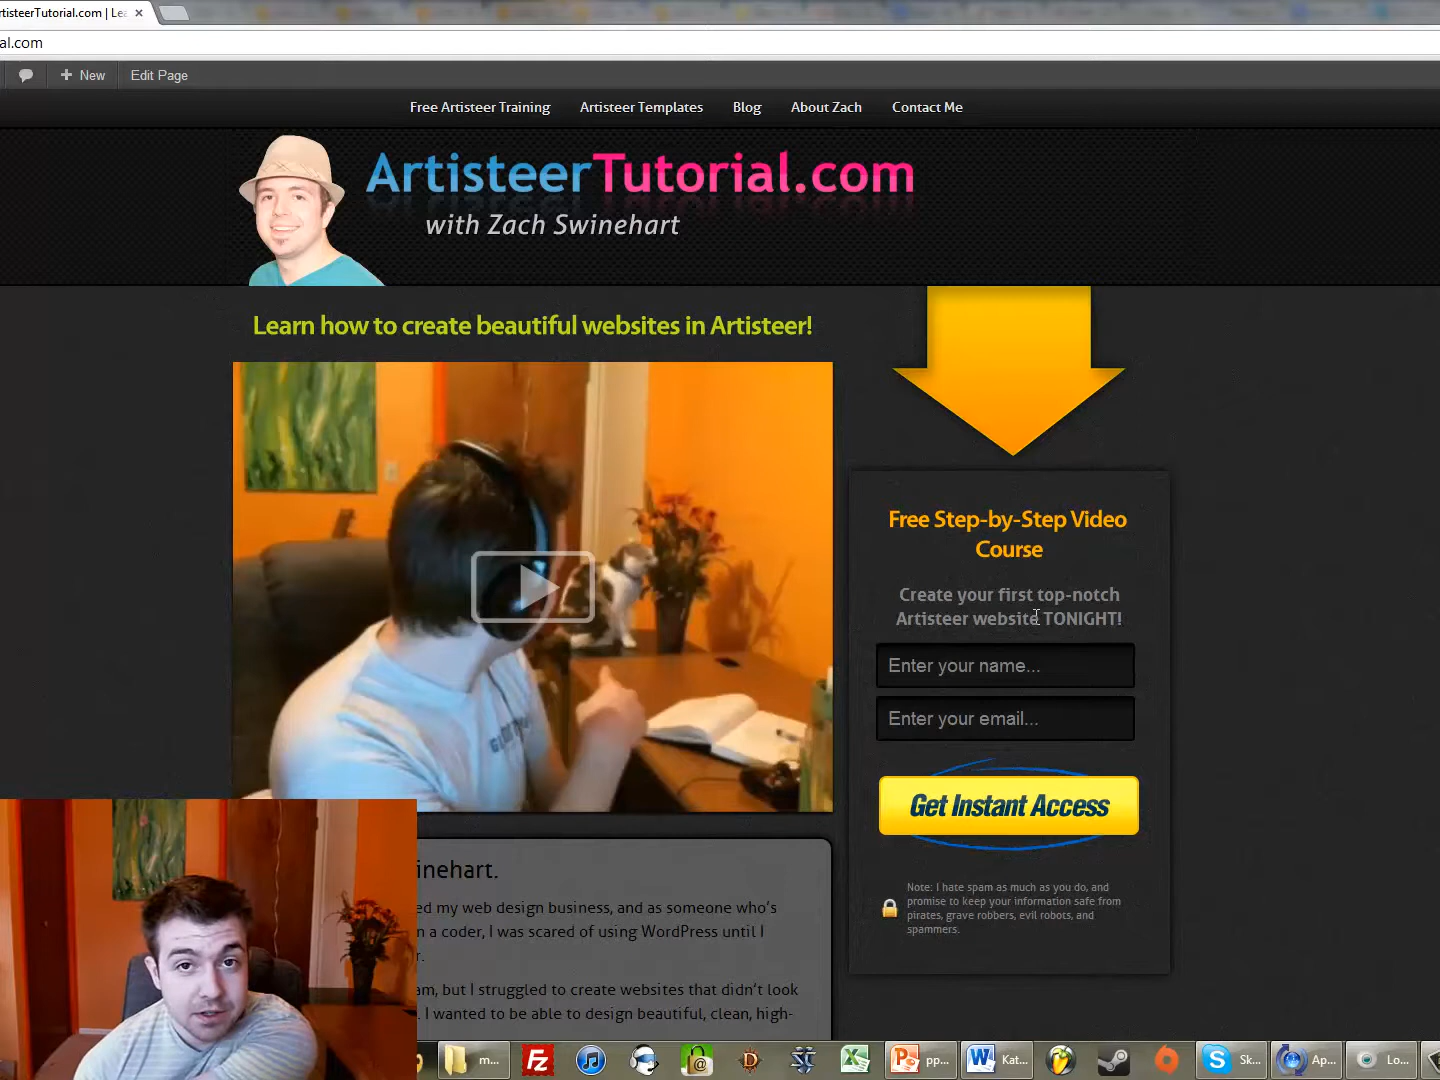 rtisteerTutorial.com | Le
al.com
New
Edit Page
Free Artisteer Training
Artisteer Templates
Blog
About Zach
Contact Me
ArtisteerTutorial.com
with Zach Swinehart
Learn how to create beautiful websites in Artisteer!
Free Step-by-Step Video
Course
Create your first top-notch
Artisteer website TONIGHT!
Enter your name...
Enter your email...
Get Instant Access
Note: I hate spam as much as you do, and
promise to keep your information safe from
pirates, grave robbers, evil robots, and
spammers.
inehart.
ed my web design business, and as someone who's
n a coder, I was scared of using WordPress until I
r.
am, but I struggled to create websites that didn't look
. I wanted to be able to design beautiful, clean, high-
m...
pp...
Kat...
Sk...
Ap...
Lo...